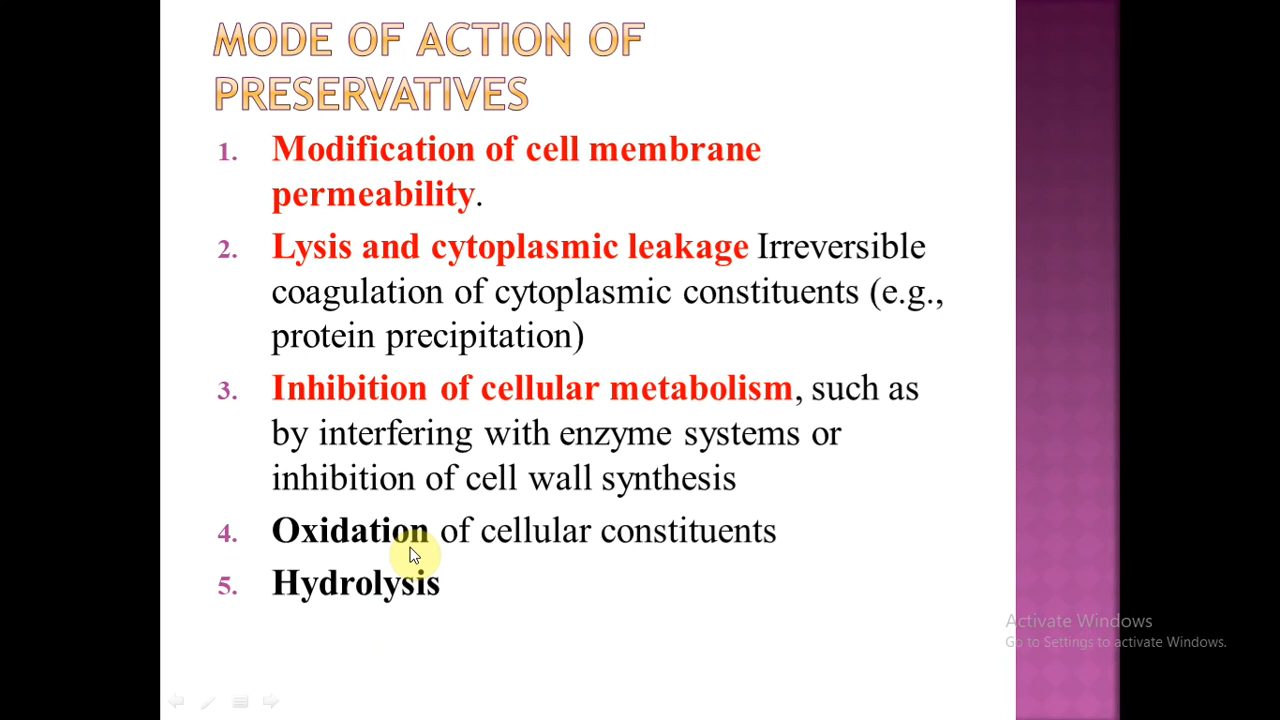 MODE OF ACTION OF
PRESERVATIVES
1. Modification of cell membrane
permeability.
2. Lysis and cytoplasmic leakage Irreversible
coagulation of cytoplasmic constituents (e.g.,
protein precipitation)
3. Inhibition of cellular metabolism, such as
by interfering with enzyme systems or
inhibition of cell wall synthesis
4. Oxidation of cellular constituents
5. Hydrolysis
Activate Windows
Go to Settings to activate Windows.